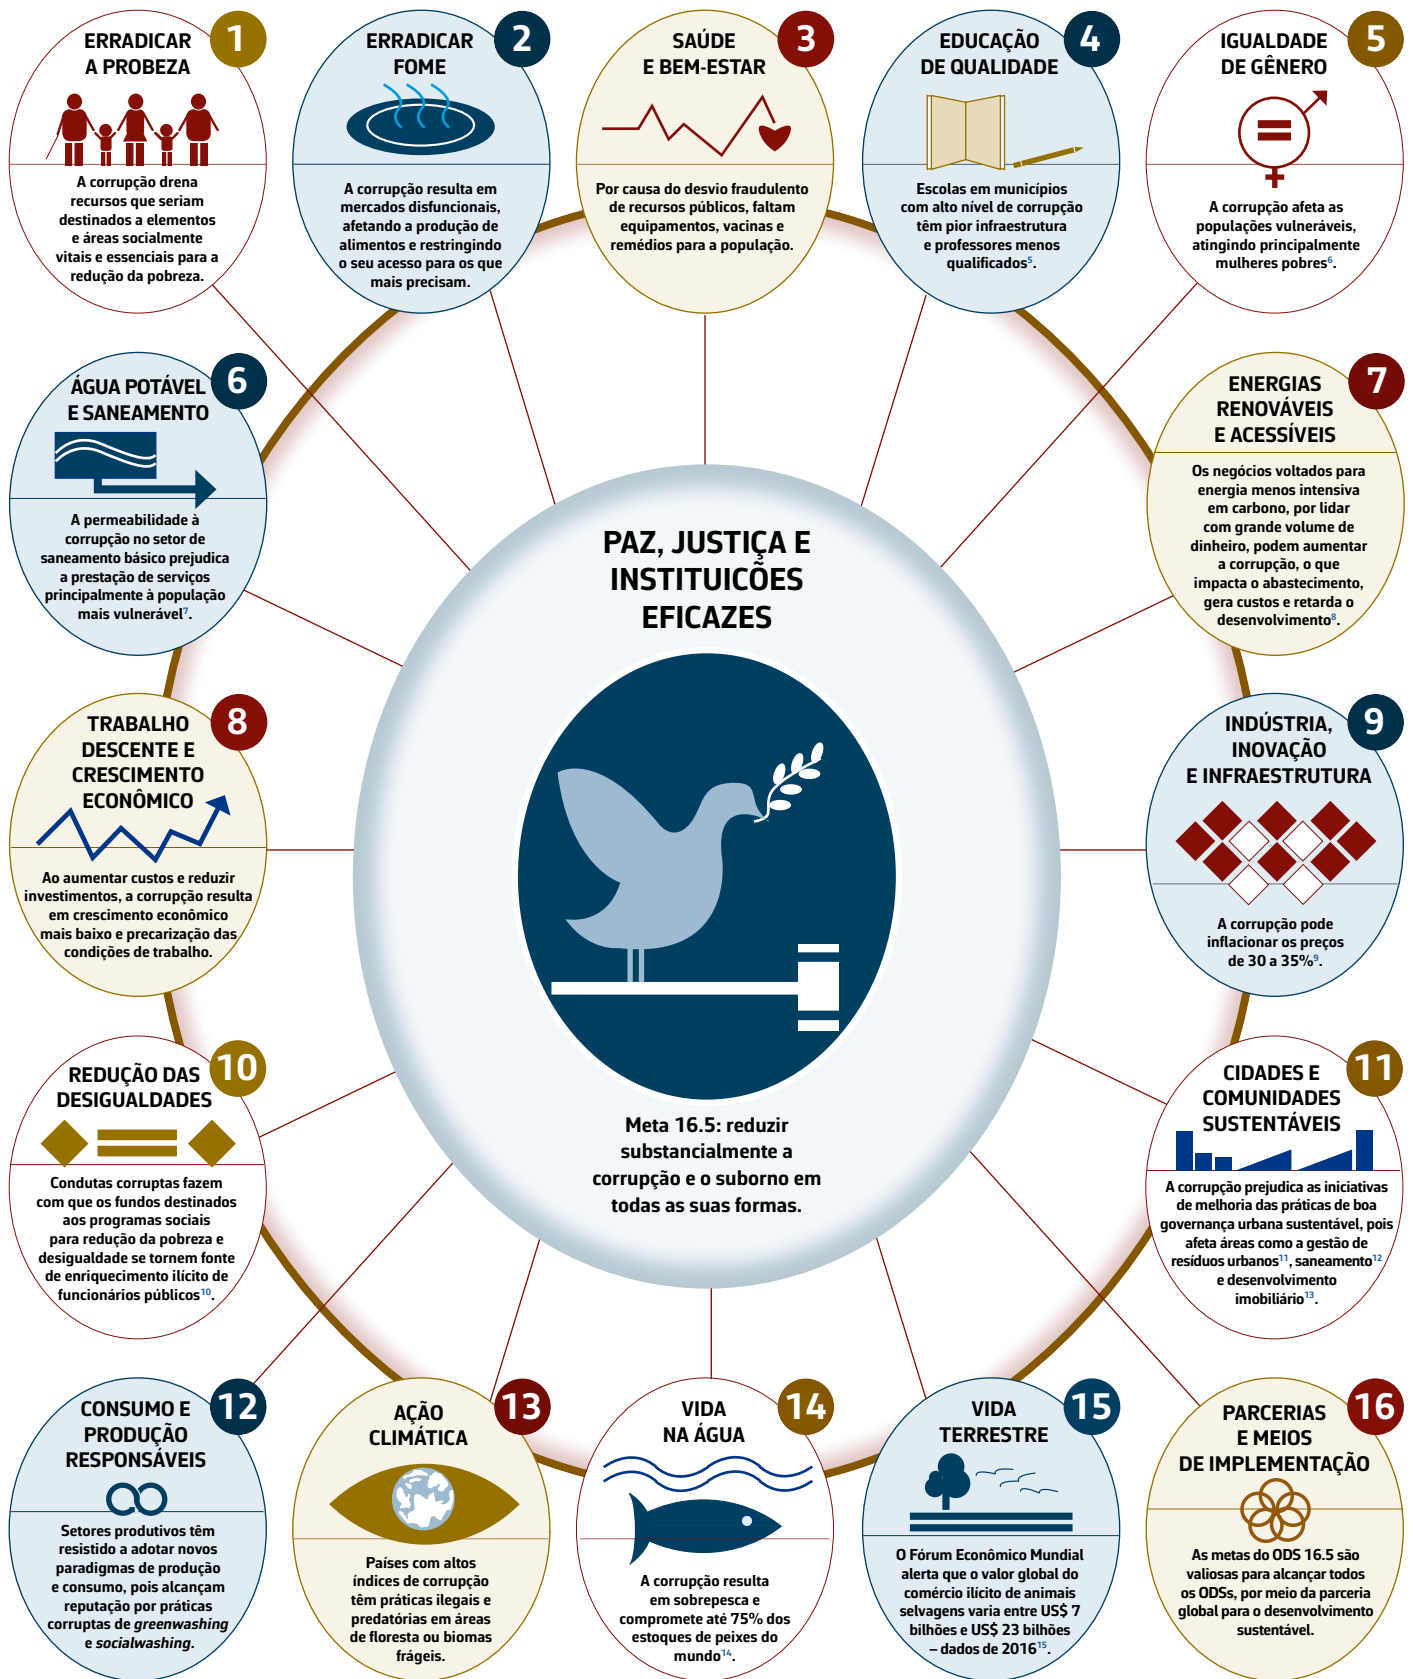 1
ERRADICAR
A PROBEZA
A corrupção drena
recursos que seriam
destinados a elementos
e áreas socialmente
vitais e essenciais para a
redução da pobreza.
2
ERRADICAR
FOME
A corrupção resulta em
mercados disfuncionais,
afetando a produção de
alimentos e restringindo
o seu acesso para os que
mais precisam.
3
SAÚDE
E BEM-ESTAR
Por causa do desvio fraudulento
de recursos públicos, faltam
equipamentos, vacinas e
remédios para a população.
4
EDUCAÇÃO
DE QUALIDADE
Escolas em municípios
com alto nível de corrupção
têm pior infraestrutura
e professores menos
qualificados⁵.
5
IGUALDADE
DE GÊNERO
A corrupção afeta as
populações vulneráveis,
atingindo principalmente
mulheres pobres⁶.
6
ÁGUA POTÁVEL
E SANEAMENTO
A permeabilidade à
corrupção no setor de
saneamento básico prejudica
a prestação de serviços
principalmente à população
mais vulnerável⁷.
7
ENERGIAS
RENOVÁVEIS
E ACESSÍVEIS
Os negócios voltados para
energia menos intensiva
em carbono, por lidar
com grande volume de
dinheiro, podem aumentar
a corrupção, o que
impacta o abastecimento,
gera custos e retarda o
desenvolvimento⁸.
PAZ, JUSTIÇA E
INSTITUICÕES
EFICAZES
Meta 16.5: reduzir
substancialmente a
corrupção e o suborno em
todas as suas formas.
8
TRABALHO
DESCENTE E
CRESCIMENTO
ECONÔMICO
Ao aumentar custos e reduzir
investimentos, a corrupção resulta
em crescimento econômico
mais baixo e precarização das
condições de trabalho.
9
INDÚSTRIA,
INOVAÇÃO
E INFRAESTRUTURA
A corrupção pode
inflacionar os preços
de 30 a 35%⁹.
10
REDUÇÃO DAS
DESIGUALDADES
Condutas corruptas fazem
com que os fundos destinados
aos programas sociais
para redução da pobreza e
desigualdade se tornem fonte
de enriquecimento ilícito de
funcionários públicos¹⁰.
11
CIDADES E
COMUNIDADES
SUSTENTÁVEIS
A corrupção prejudica as iniciativas
de melhoria das práticas de boa
governança urbana sustentável, pois
afeta áreas como a gestão de
resíduos urbanos¹¹, saneamento¹²
e desenvolvimento
imobiliário¹³.
12
CONSUMO E
PRODUÇÃO
RESPONSÁVEIS
Setores produtivos têm
resistido a adotar novos
paradigmas de produção
e consumo, pois alcançam
reputação por práticas
corruptas de greenwashing
e socialwashing.
13
AÇÃO
CLIMÁTICA
Países com altos
índices de corrupção
têm práticas ilegais e
predatórias em áreas
de floresta ou biomas
frágeis.
14
VIDA
NA ÁGUA
A corrupção resulta
em sobrepesca e
compromete até 75% dos
estoques de peixes do
mundo¹⁴.
15
VIDA
TERRESTRE
O Fórum Econômico Mundial
alerta que o valor global do
comércio ilícito de animais
selvagens varia entre US$ 7
bilhões e US$ 23 bilhões
– dados de 2016¹⁵.
16
PARCERIAS
E MEIOS
DE IMPLEMENTAÇÃO
As metas do ODS 16.5 são
valiosas para alcançar todos
os ODSs, por meio da parceria
global para o desenvolvimento
sustentável.